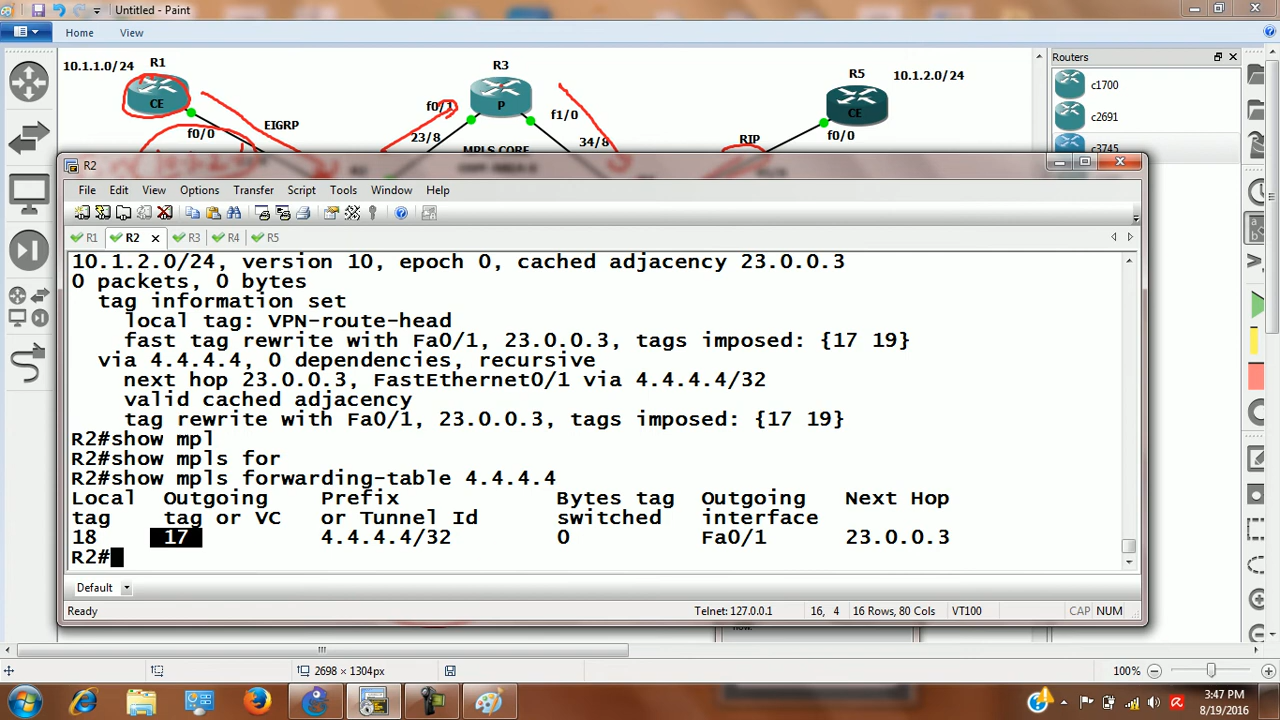 Untitled - Paint
Home View
10.1.1.0/24
R1
CE
f0/0
EIGRP
R3
P
f0/1
23/8
f1/0
34/8
MPLS CORE
R5
10.1.2.0/24
CE
RIP
f0/0
Routers
c1700
c2691
c3745
R2
File Edit View Options Transfer Script Tools Window Help
R1 R2 R3 R4 R5
10.1.2.0/24, version 10, epoch 0, cached adjacency 23.0.0.3
0 packets, 0 bytes
tag information set
local tag: VPN-route-head
fast tag rewrite with Fa0/1, 23.0.0.3, tags imposed: {17 19}
via 4.4.4.4, 0 dependencies, recursive
next hop 23.0.0.3, FastEthernet0/1 via 4.4.4.4/32
valid cached adjacency
tag rewrite with Fa0/1, 23.0.0.3, tags imposed: {17 19}
R2#show mpl
R2#show mpls for
R2#show mpls forwarding-table 4.4.4.4
Local Outgoing Prefix Bytes tag Outgoing Next Hop
tag tag or VC or Tunnel Id switched interface
18 17 4.4.4.4/32 0 Fa0/1 23.0.0.3
R2#
Default
Ready Telnet: 127.0.0.1 16, 4 16 Rows, 80 Cols VT100 CAP NUM
2698 × 1304px 100%
3:47 PM
8/19/2016